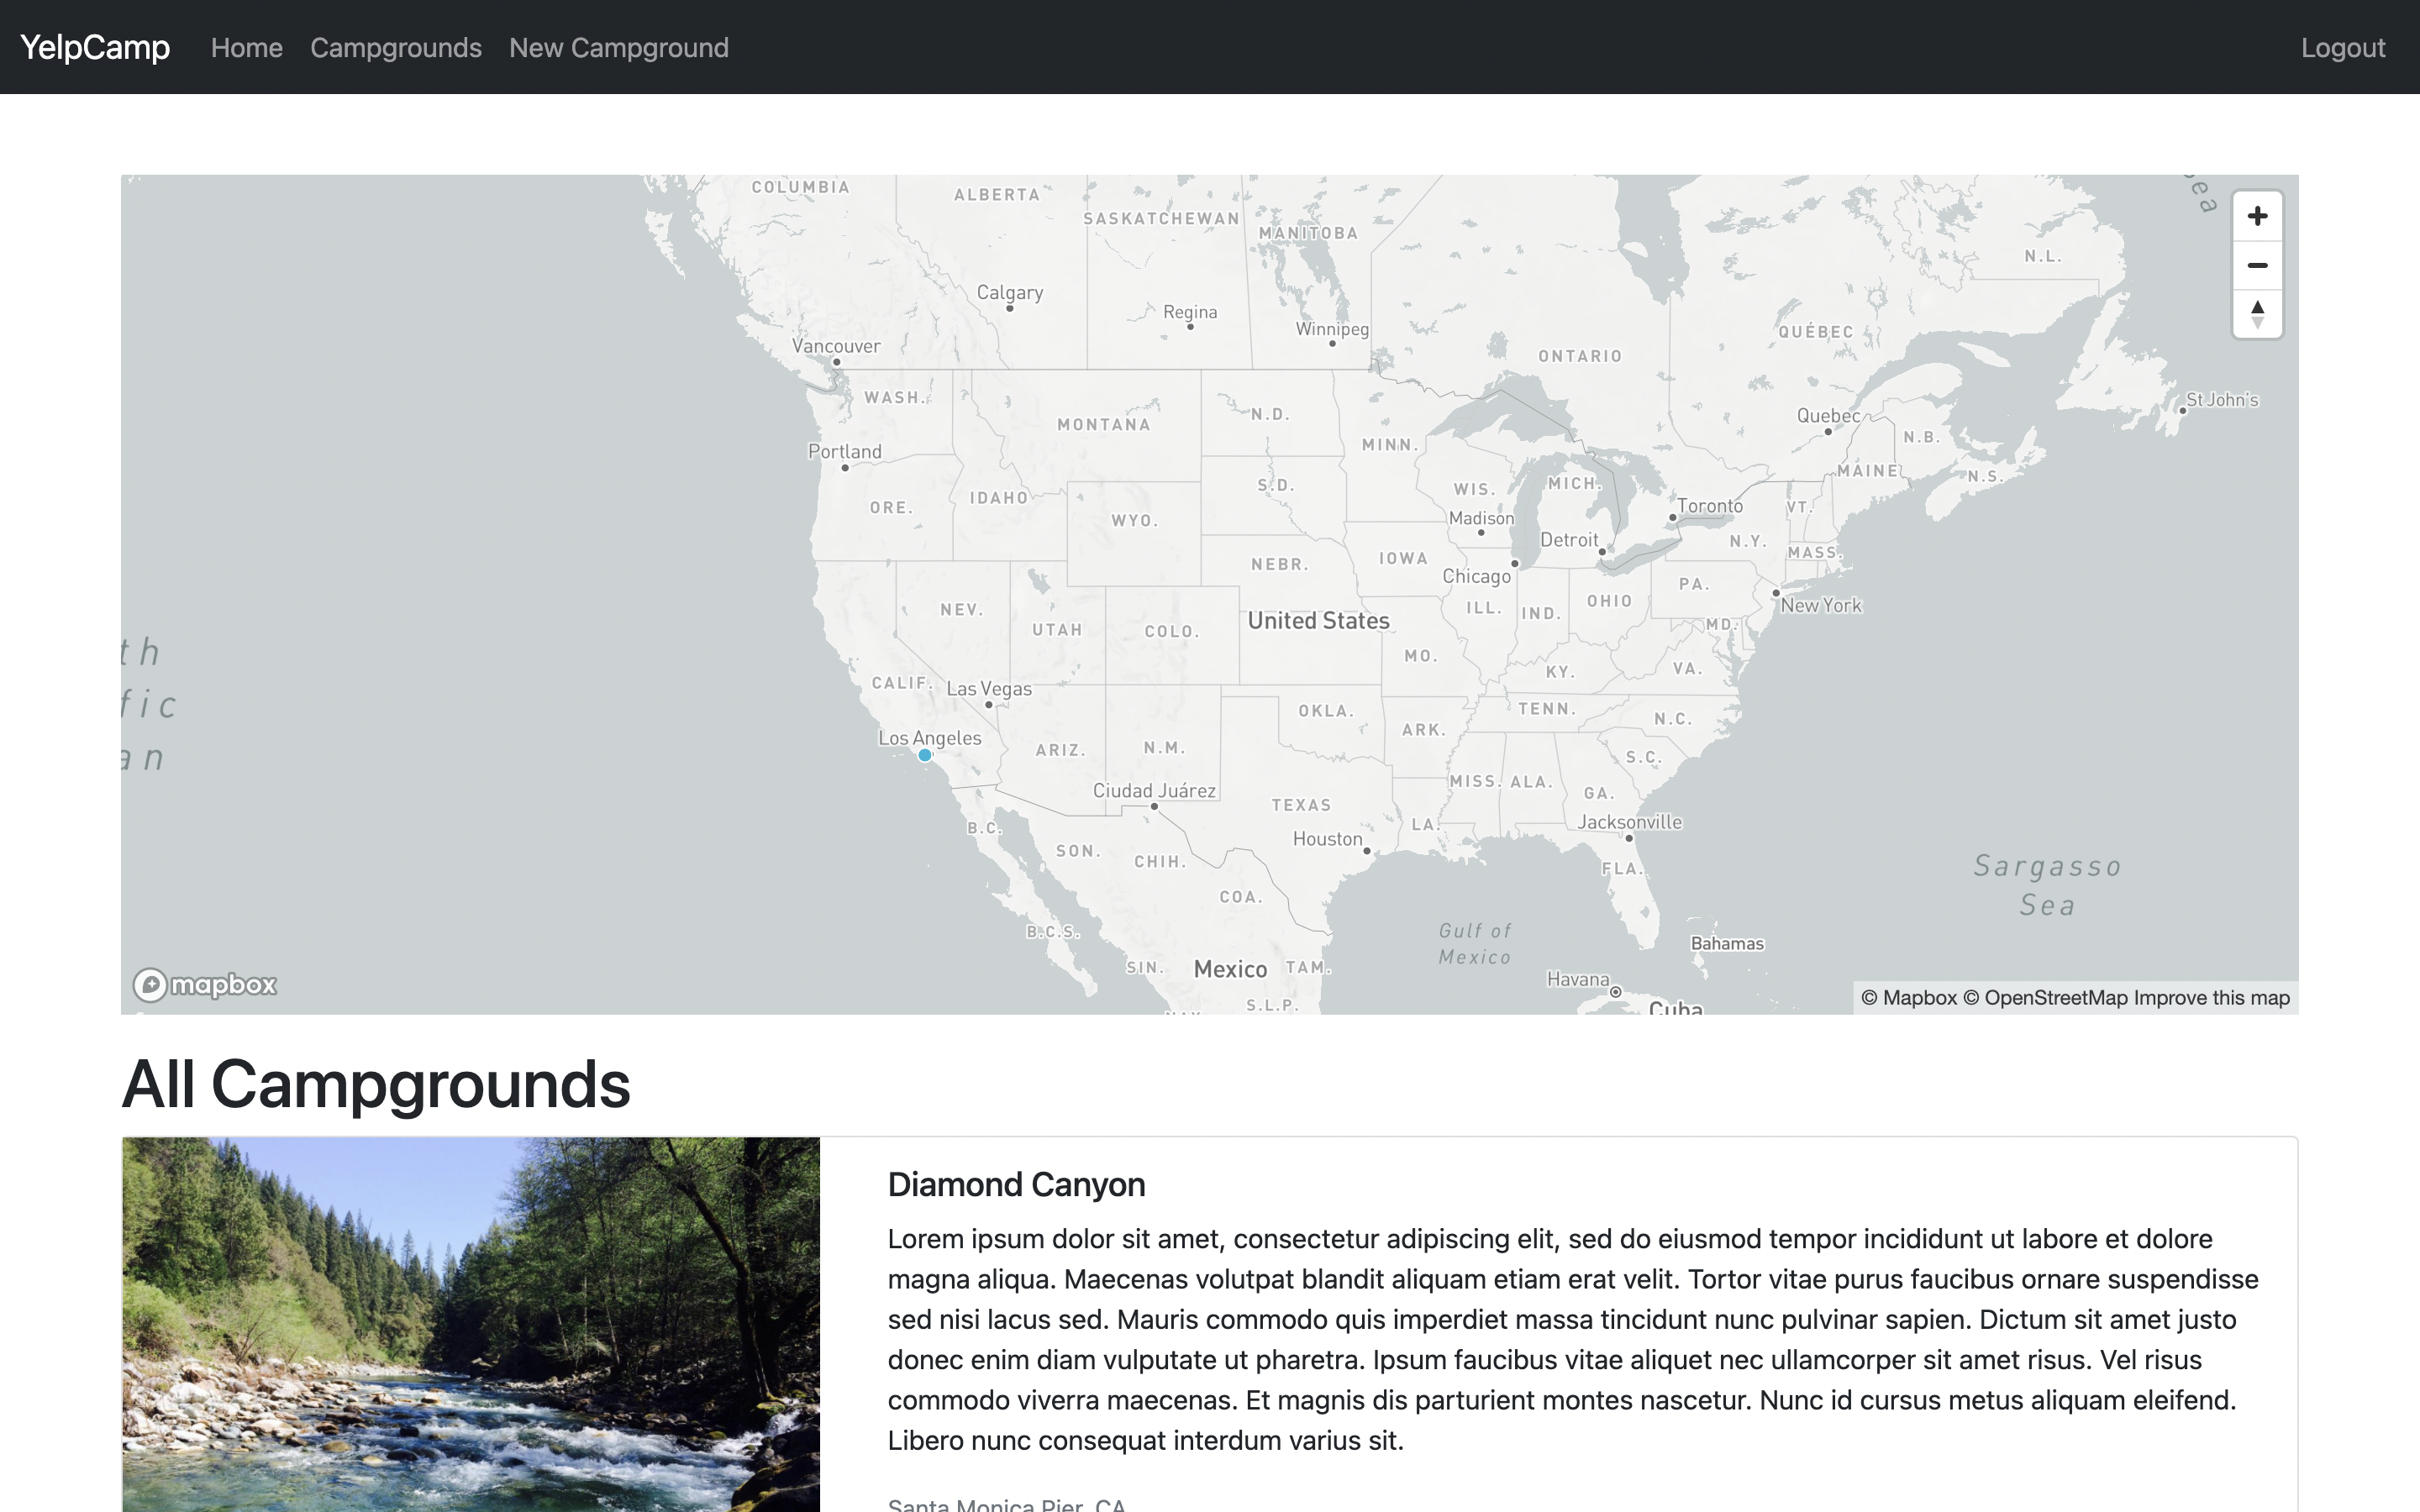 YelpCamp Home Campgrounds New Campground Logout
COLUMBIA
ALBERTA
SASKATCHEWAN
MANITOBA
N.L.
Calgary
Regina
Winnipeg
QUÉBEC
Vancouver
ONTARIO
WASH.
St John's
N.D.
Quebec
MONTANA
N.B.
MINN.
Portland
MAINE
N.S.
S.D.
MICH.
WIS.
IDAHO
ORE.
Toronto
VT.
WYO.
Madison
Detroit
N.Y.
MASS.
IOWA
NEBR.
Chicago
PA.
OHIO
New York
ILL.
IND.
NEV.
United States
MD.
UTAH
COLO.
th
fic
an
MO.
VA.
KY.
CALIF.
Las Vegas
OKLA.
TENN.
N.C.
ARK.
Los Angeles
ARIZ.
N.M.
S.C.
MISS.
ALA.
Ciudad Juárez
GA.
TEXAS
Jacksonville
LA.
B.C.
Houston
SON.
CHIH.
FLA.
Sargasso
Sea
COA.
B.C.S.
Gulf of
Mexico
Bahamas
SIN.
Mexico
TAM.
Havana
mapbox
S.L.P.
Cuba
© Mapbox © OpenStreetMap Improve this map
All Campgrounds
Diamond Canyon
Lorem ipsum dolor sit amet, consectetur adipiscing elit, sed do eiusmod tempor incididunt ut labore et dolore
magna aliqua. Maecenas volutpat blandit aliquam etiam erat velit. Tortor vitae purus faucibus ornare suspendisse
sed nisi lacus sed. Mauris commodo quis imperdiet massa tincidunt nunc pulvinar sapien. Dictum sit amet justo
donec enim diam vulputate ut pharetra. Ipsum faucibus vitae aliquet nec ullamcorper sit amet risus. Vel risus
commodo viverra maecenas. Et magnis dis parturient montes nascetur. Nunc id cursus metus aliquam eleifend.
Libero nunc consequat interdum varius sit.
Santa Monica Pier, CA